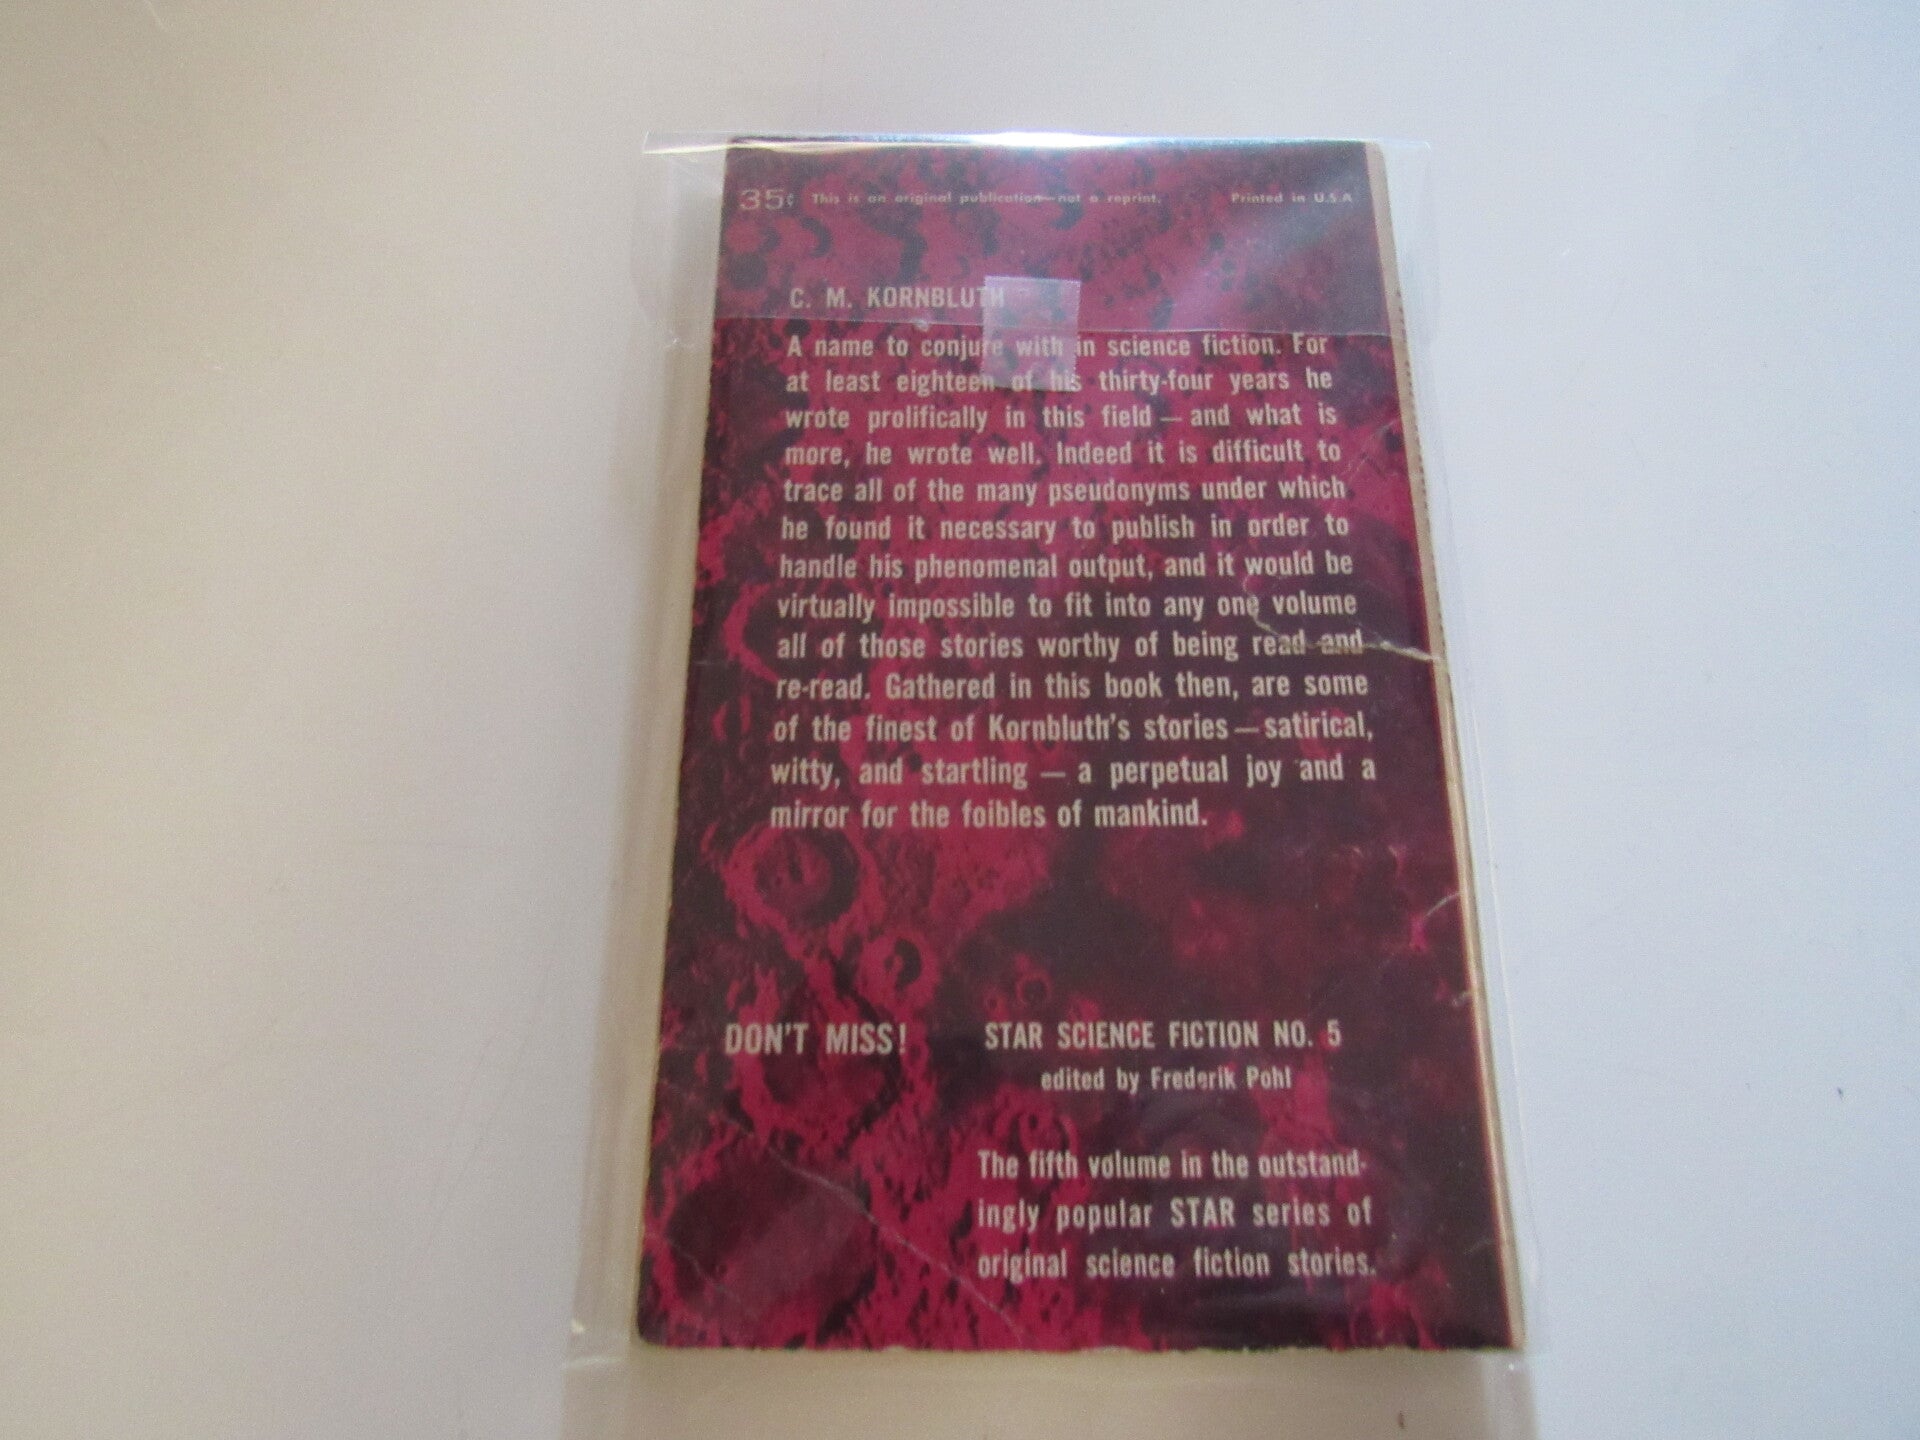 35¢ This is an original publication—not a reprint. Printed in U.S.A.
C. M. KORNBLUTH
A name to conjure with in science fiction. For
at least eighteen of his thirty-four years he
wrote prolifically in this field — and what is
more, he wrote well. Indeed it is difficult to
trace all of the many pseudonyms under which
he found it necessary to publish in order to
handle his phenomenal output, and it would be
virtually impossible to fit into any one volume
all of those stories worthy of being read and
re-read. Gathered in this book then, are some
of the finest of Kornbluth's stories — satirical,
witty, and startling — a perpetual joy and a
mirror for the foibles of mankind.
DON'T MISS! STAR SCIENCE FICTION NO. 5
edited by Frederik Pohl
The fifth volume in the outstand-
ingly popular STAR series of
original science fiction stories.